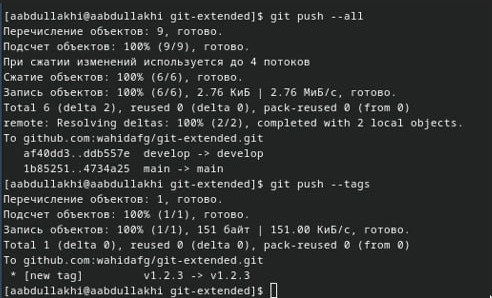 [aabdullakhi@aabdullakhi git-extended]$ git push --all
Перечисление объектов: 9, готово.
Подсчет объектов: 100% (9/9), готово.
При сжатии изменений используется до 4 потоков
Сжатие объектов: 100% (6/6), готово.
Запись объектов: 100% (6/6), 2.76 КиБ | 2.76 МиБ/с, готово.
Total 6 (delta 2), reused 0 (delta 0), pack-reused 0 (from 0)
remote: Resolving deltas: 100% (2/2), completed with 2 local objects.
To github.com:wahidafg/git-extended.git
   af40dd3..ddb557e  develop -> develop
   1b85251..4734a25  main -> main
[aabdullakhi@aabdullakhi git-extended]$ git push --tags
Перечисление объектов: 1, готово.
Подсчет объектов: 100% (1/1), готово.
Запись объектов: 100% (1/1), 151 байт | 151.00 КиБ/с, готово.
Total 1 (delta 0), reused 0 (delta 0), pack-reused 0 (from 0)
To github.com:wahidafg/git-extended.git
 * [new tag]         v1.2.3 -> v1.2.3
[aabdullakhi@aabdullakhi git-extended]$